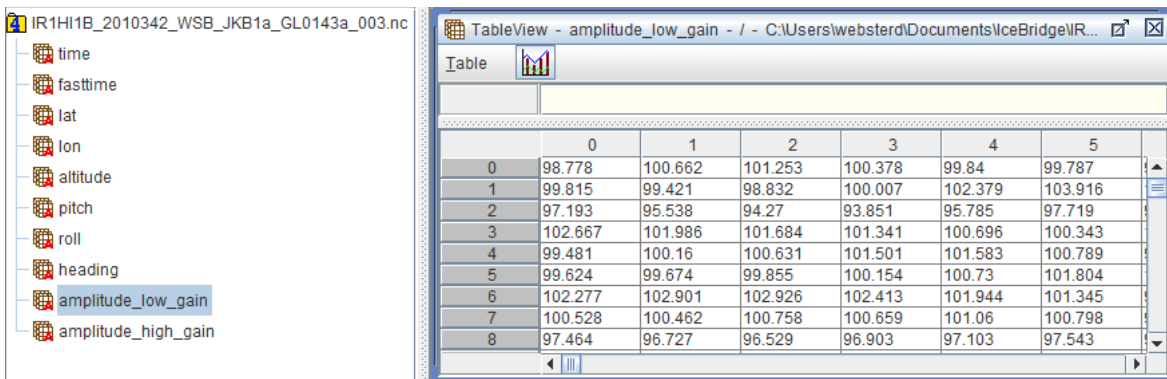 IR1HI1B_2010342_WSB_JKB1a_GL0143a_003.nc
time
fasttime
lat
lon
altitude
pitch
roll
heading
amplitude_low_gain
amplitude_high_gain
TableView - amplitude_low_gain - / - C:\Users\websterd\Documents\IceBridge\IR...
Table
0 1 2 3 4 5
0 98.778 100.662 101.253 100.378 99.84 99.787
1 99.815 99.421 98.832 100.007 102.379 103.916
2 97.193 95.538 94.27 93.851 95.785 97.719
3 102.667 101.986 101.684 101.341 100.696 100.343
4 99.481 100.16 100.631 101.501 101.583 100.789
5 99.624 99.674 99.855 100.154 100.73 101.804
6 102.277 102.901 102.926 102.413 101.944 101.345
7 100.528 100.462 100.758 100.659 101.06 100.798
8 97.464 96.727 96.529 96.903 97.103 97.543